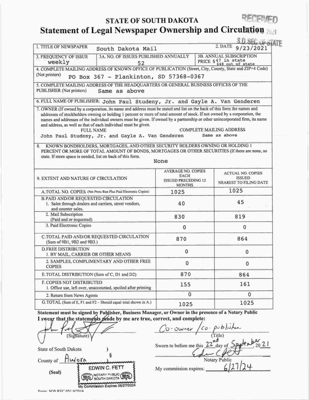 STATE OF SOUTH DAKOTA
Statement of Legal Newspaper Ownership and Circulation
RECEIVED
S.D. SEC. OF STATE
1. TITLE OF NEWSPAPER
South Dakota Mail
2. DATE
9/23/2021
3. FREQUENCY OF ISSUE
weekly
3A. NO. OF ISSUES PUBLISHED ANNUALLY
52
3B. ANNUAL SUBSCRIPTION
PRICE $ 47 in state
out of state
4. COMPLETE MAILING ADDRESS OF KNOWN OFFICE OF PUBLICATION (Street, City, County, State and ZIP+4 Code)
(Not printer)
PO Box 367 - Plankinton, SD 57368-0367
5. COMPLETE MAILING ADDRESS OF THE HEADQUARTERS OR GENERAL BUSINESS OFFICES OF THE
PUBLISHER (Not printer)
Same as above
6. FULL NAME OF PUBLISHER: John Paul Studeny, Jr. and Gayle A. Van Genderen
7. OWNER (If owned by a corporation, its name and address must be stated and listed on the back of this form the names and
addresses of stockholders owning or holding 1 percent or more of total amount of stock. If not owned by a corporation, the
names and addresses of the individual owners must be given. If owned by a partnership or other unincorporated firm, its name
and address, as well as that of each individual must be given.
FULL NAME
COMPLETE MAILING ADDRESS
John Paul Studeny, Jr. and Gayle A. Van Genderen
Same as above
8. KNOWN BONDHOLDERS, MORTGAGES, AND OTHER SECURITY HOLDERS OWNING OR HOLDING 1
PERCENT OR MORE OF TOTAL AMOUNT OF BONDS, MORTGAGES OR OTHER SECURITIES (If there are none, so
state. If more space is needed, list on back of this form.
None
9. EXTENT AND NATURE OF CIRCULATION
AVERAGE NO. COPIES
EACH
ISSUED PRECEDING 12
MONTHS
ACTUAL NO. COPIES
ISSUED
NEAREST TO FILING DATE
A. TOTAL NO. COPIES (Net Press Run Plus Paid Electronic Copies)
1025
1025
B. PAID AND/OR REQUESTED CIRCULATION
1. Sales through dealers and carriers, street vendors,
and counter sales.
40
45
2. Mail Subscription
(Paid and or requested)
830
819
3. Paid Electronic Copies
0
0
C. TOTAL PAID AND/OR REQUESTED CIRCULATION
(Sum of 9B1, 9B2 and 9B3.)
870
864
D. FREE DISTRIBUTION
1. BY MAIL, CARRIER OR OTHER MEANS
0
0
2. SAMPLES, COMPLIMENTARY AND OTHER FREE
COPIES
0
0
E. TOTAL DISTRIBUTION (Sum of C, D1 and D2)
870
864
F. COPIES NOT DISTRIBUTED
1. Office use, left over, unaccounted, spoiled after printing
155
161
2. Return from News Agents
0
0
G. TOTAL (Sum of E, F1 and F2 - Should equal total shown in A.)
1025
1025
Statement must be signed by Publisher, Business Manager, or Owner in the presence of a Notary Public
I swear that the statements made by me are true, correct, and complete:
Co-owner / co-publisher
(Signature)
(Title)
State of South Dakota )
Sworn to before me this 22nd day of September 2021
County of Aurora ) §
Notary Public
(Seal)
EDWIN C. FETT
NOTARY PUBLIC
SOUTH DAKOTA
My Commission Expires 06/27/2024
My commission expires: 6/27/24